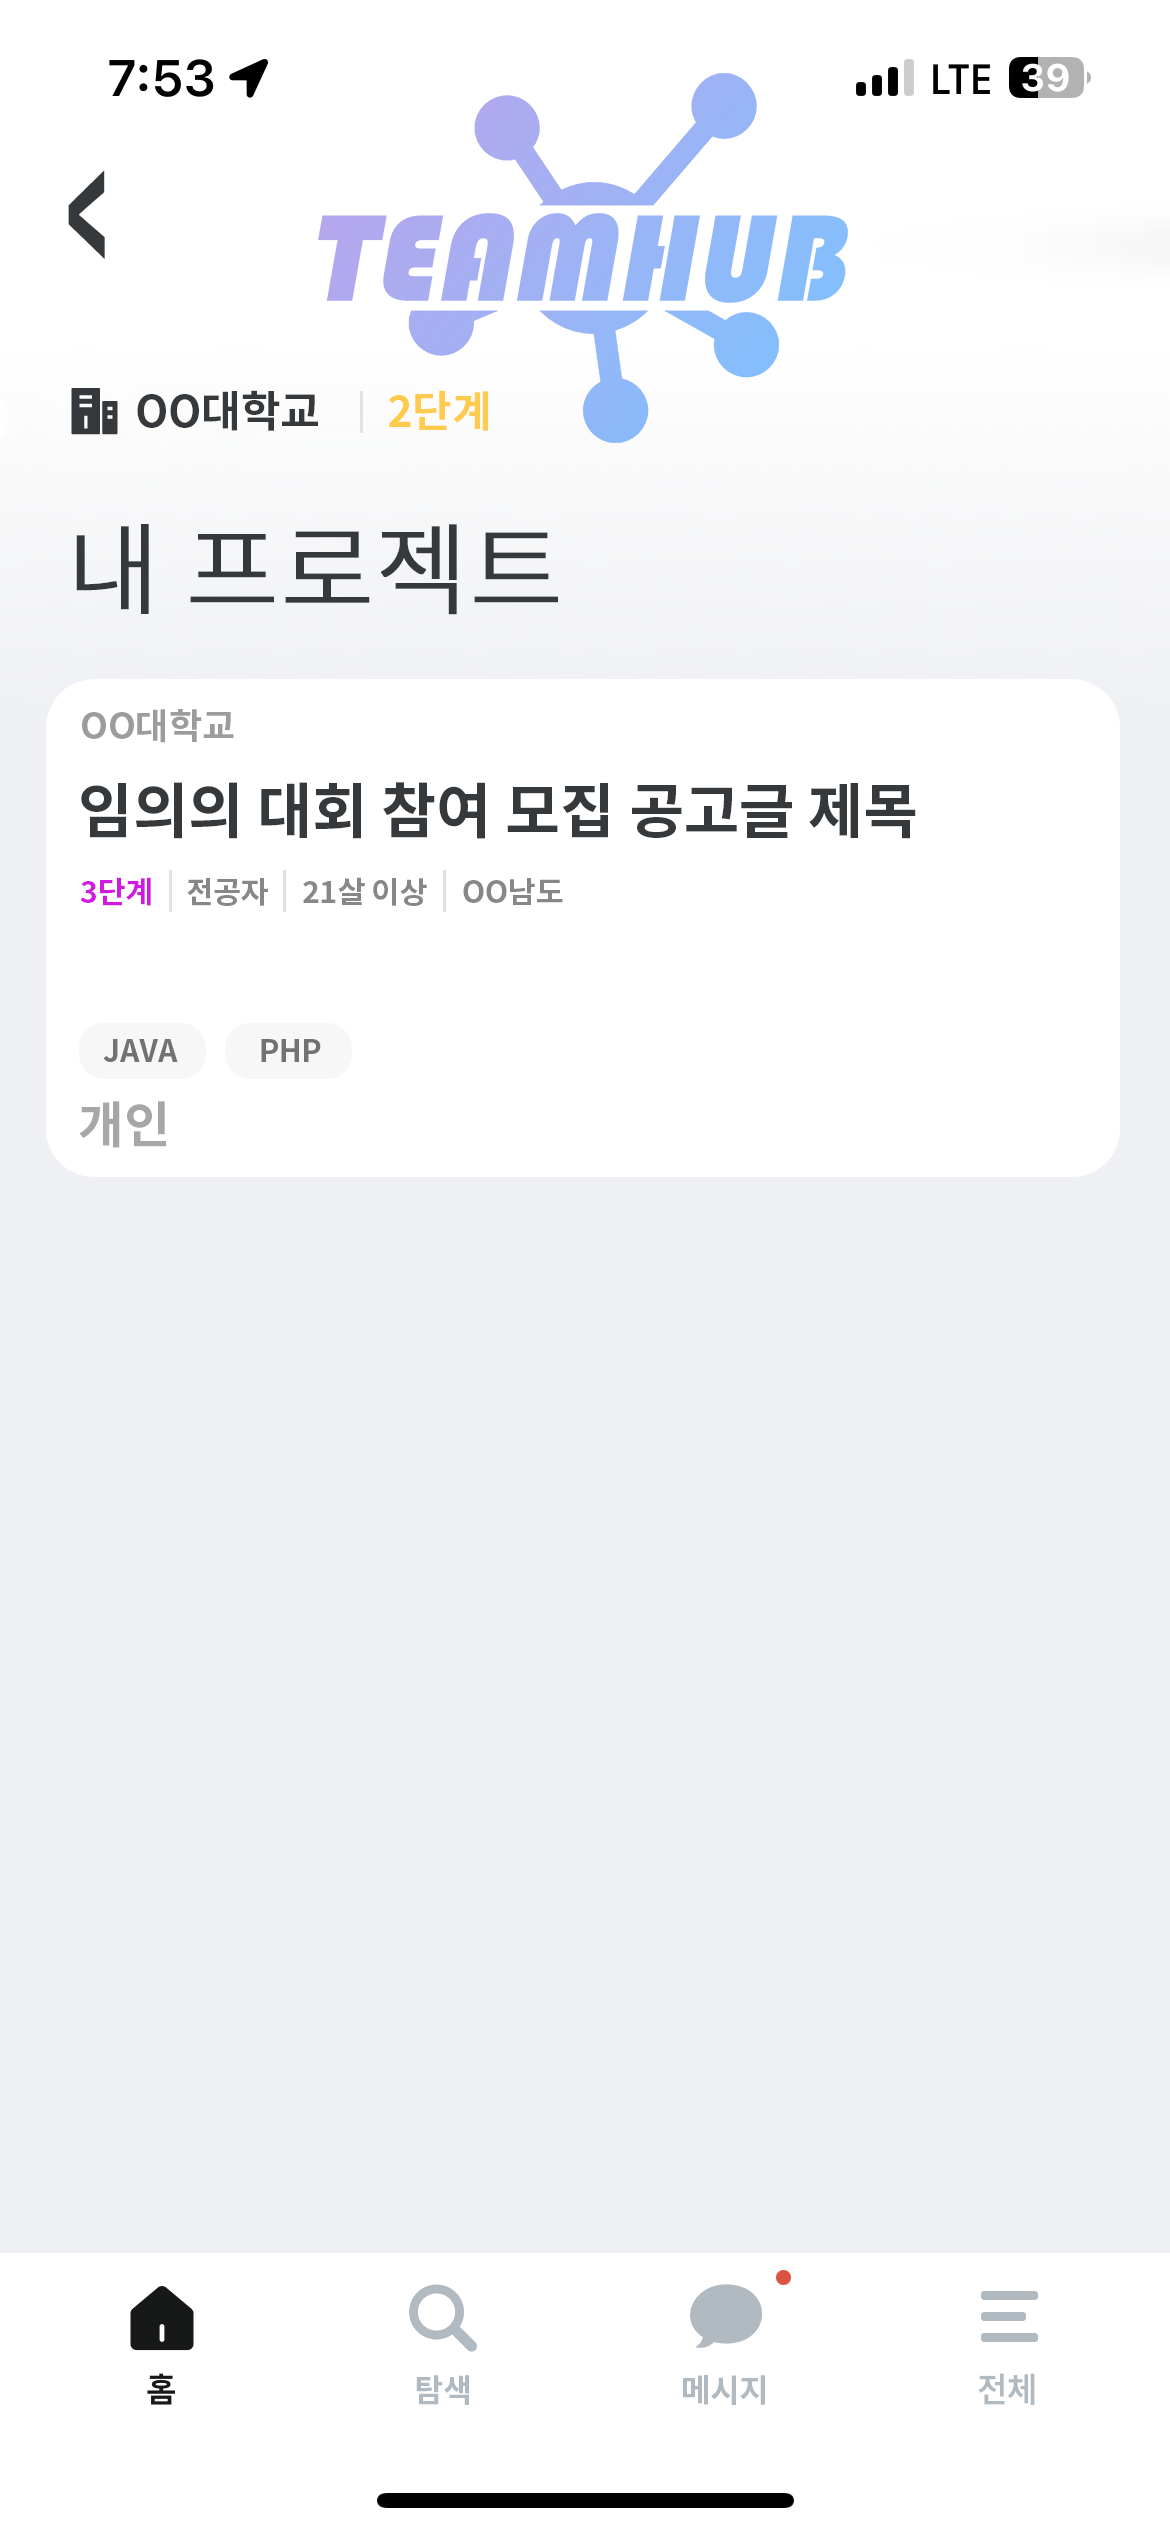 7:53 LTE 39
TEAMHUB
OO대학교 2단계
내 프로젝트
OO대학교
임의의 대회 참여 모집 공고글 제목
3단계 전공자 21살 이상 OO남도
JAVA PHP
개인
홈 탐색 메시지 전체